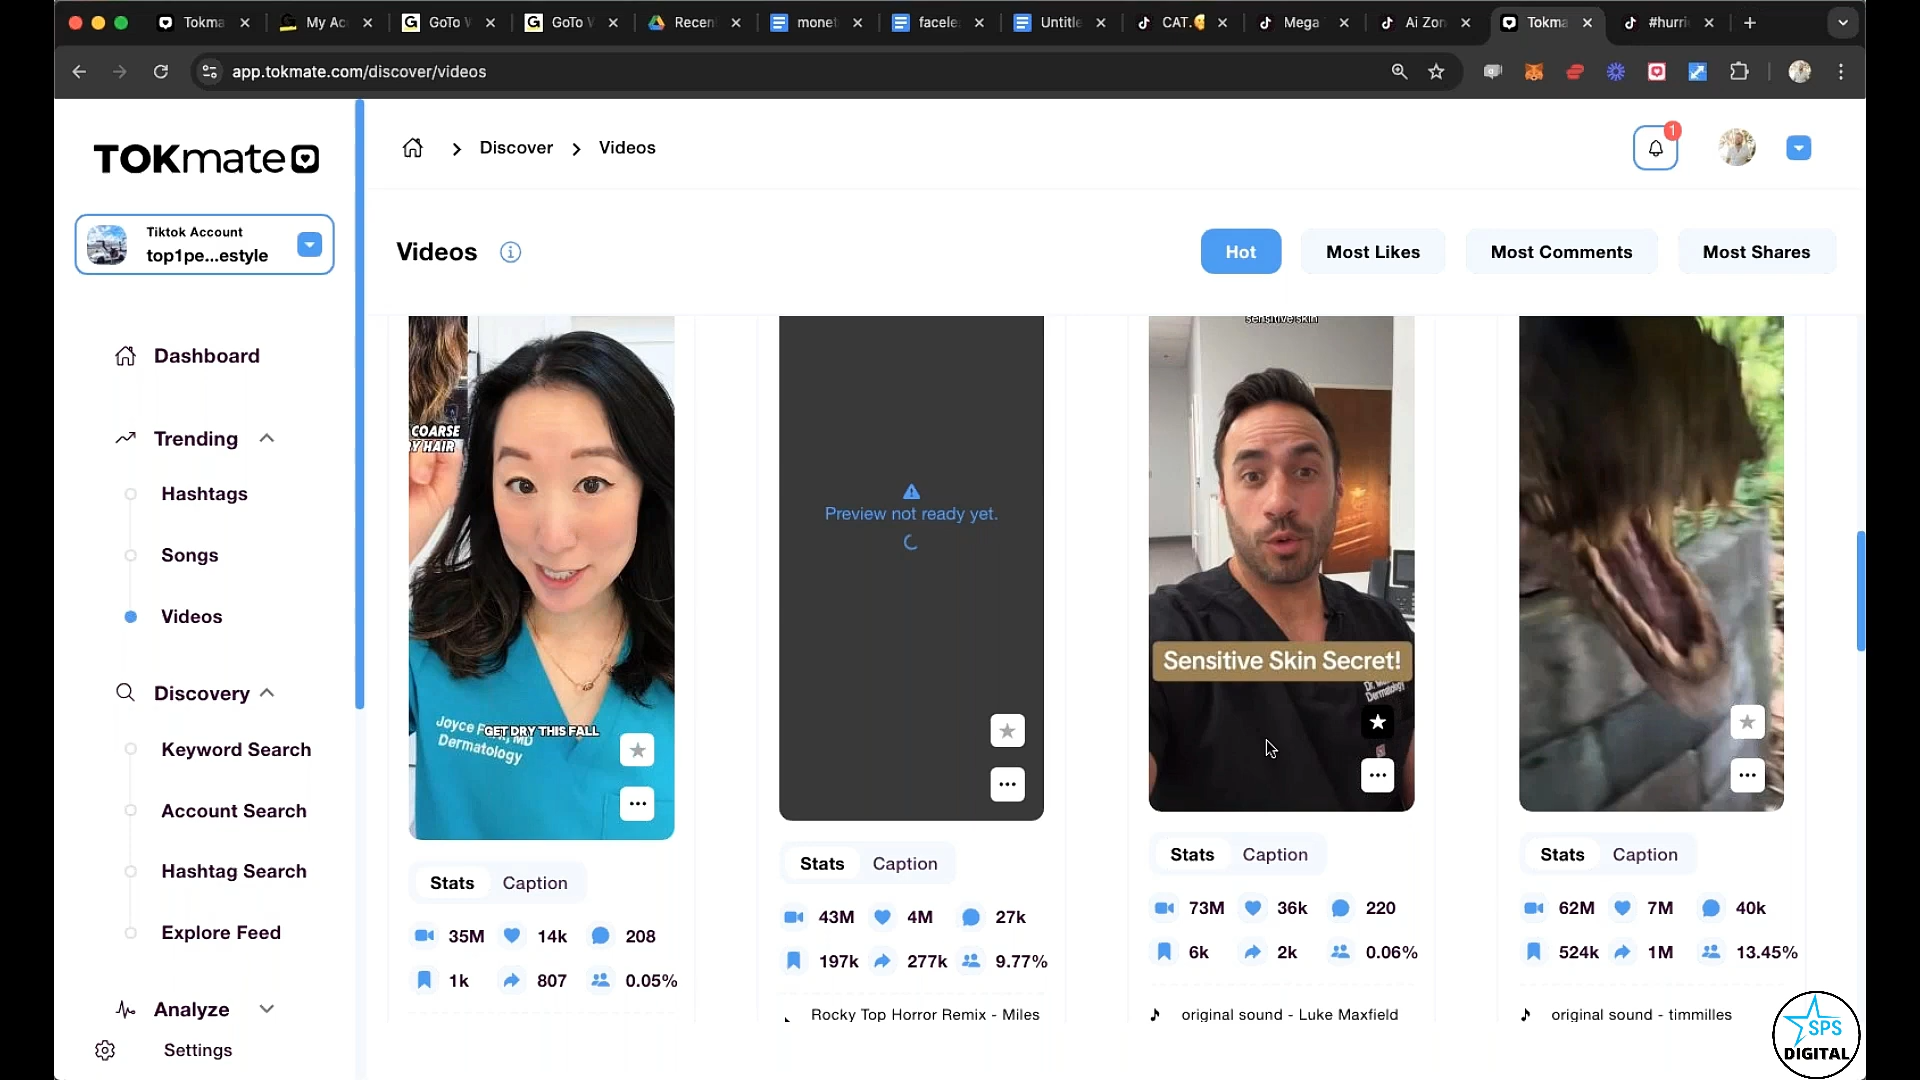 Tokma
My Ac
GoTo V
GoTo V
Recen
monet
facele
Untitle
CAT.
Mega
Ai Zon
Tokma
#hurri
app.tokmate.com/discover/videos
TOKmate
Tiktok Account
top1pe...estyle
Dashboard
Trending
Hashtags
Songs
Videos
Discovery
Keyword Search
Account Search
Hashtag Search
Explore Feed
Analyze
Settings
Discover
Videos
1
Videos
Hot
Most Likes
Most Comments
Most Shares
COARSE
Y HAIR
Joyce
GET DRY THIS FALL
MD
Dermatology
Stats
Caption
35M
14k
208
1k
807
0.05%
Preview not ready yet.
Stats
Caption
43M
4M
27k
197k
277k
9.77%
Rocky Top Horror Remix - Miles
sensitive skin
Sensitive Skin Secret!
Dermatology
Stats
Caption
73M
36k
220
6k
2k
0.06%
original sound - Luke Maxfield
Stats
Caption
62M
7M
40k
524k
1M
13.45%
original sound - timmilles
SPS
DIGITAL